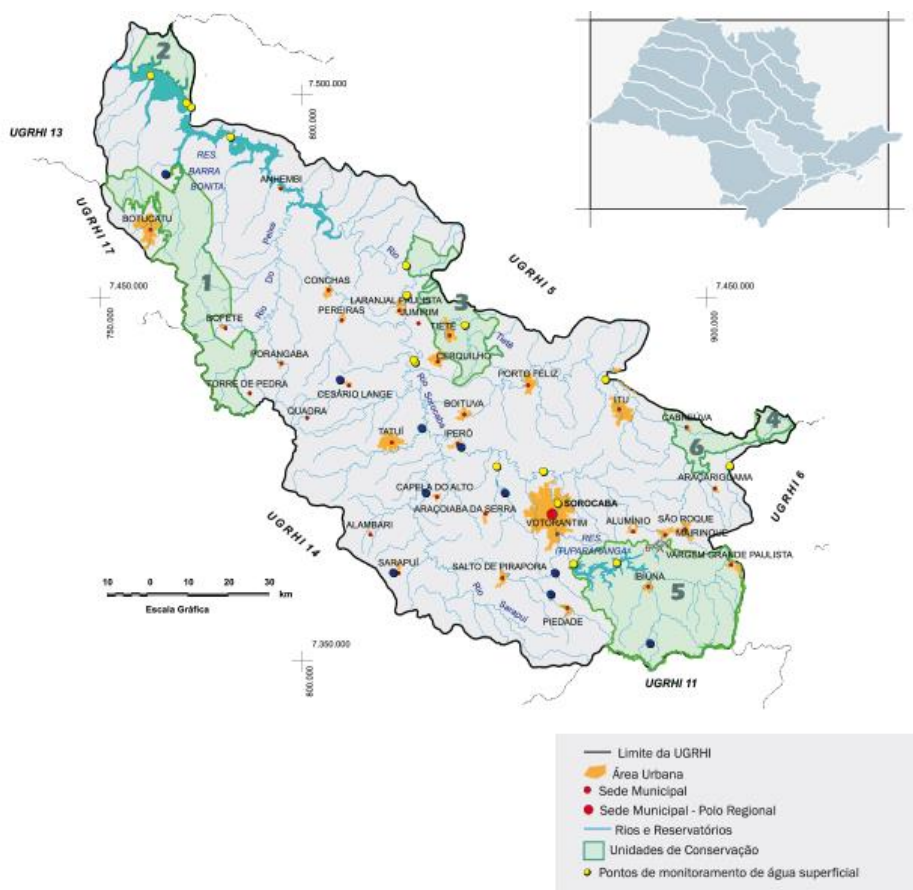 2
7.500.000
800.000
UGRHI 13
RES.
BARRA
BONITA
ANHEMBI
UGRHI 17
BOTUCATU
Peixe
Do
Rio
Rio
UGRHI 5
7.450.000
750.000
1
CONCHAS
LARANJAL PAULISTA
3
PEREIRAS
JUMIRIM
TIETÊ
Tietê
7.450.000
900.000
BOFETE
CERQUILHO
PORANGABA
PORTO FELIZ
TORRE DE PEDRA
CESÁRIO LANGE
Rio Sorocaba
ITU
QUADRA
BOITUVA
CABREÚVA
4
TATUÍ
IPERÓ
6
ARAÇARIGUAMA
UGRHI 6
CAPELA DO ALTO
ARAÇOIABA DA SERRA
SOROCABA
UGRHI 14
ALAMBARI
VOTORANTIM
ALUMÍNIO
SÃO ROQUE
MAIRINQUE
RES.
ITUPARARANGA
VARGEM GRANDE PAULISTA
SARAPUÍ
SALTO DE PIRAPORA
IBIÚNA
5
10 0 10 20 30
km
Escala Gráfica
Rio
Sarapuí
PIEDADE
7.350.000
800.000
UGRHI 11
Limite da UGRHI
Área Urbana
Sede Municipal
Sede Municipal - Polo Regional
Rios e Reservatórios
Unidades de Conservação
Pontos de monitoramento de água superficial